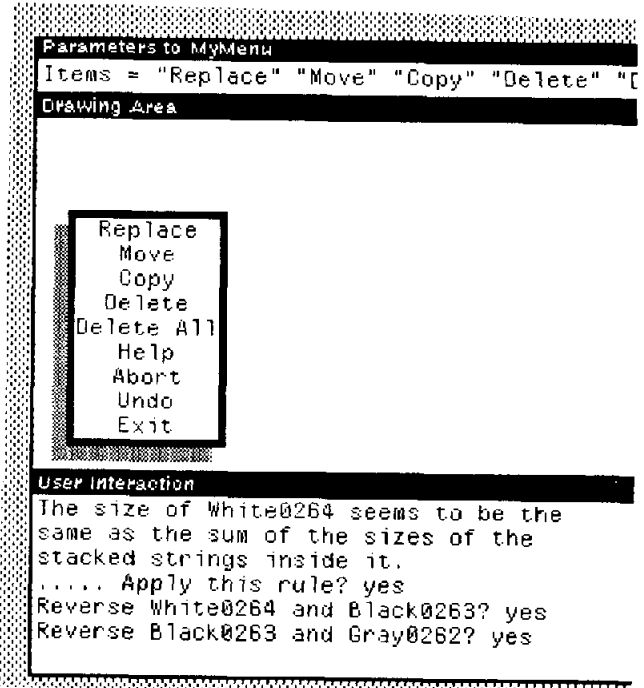 Parameters to MyMenu
Items = "Replace" "Move" "Copy" "Delete"
Drawing Area
Replace
Move
Copy
Delete
Delete All
Help
Abort
Undo
Exit
User Interaction
The size of White0264 seems to be the
same as the sum of the sizes of the
stacked strings inside it.
..... Apply this rule? yes
Reverse White0264 and Black0263? yes
Reverse Black0263 and Gray0262? yes